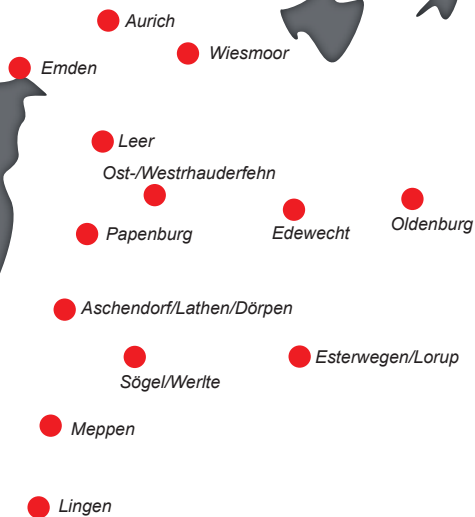 Aurich
Wiesmoor
Emden
Leer
Ost-/Westrhauderfehn
Oldenburg
Edewecht
Papenburg
Aschendorf/Lathen/Dörpen
Esterwegen/Lorup
Sögel/Werlte
Meppen
Lingen